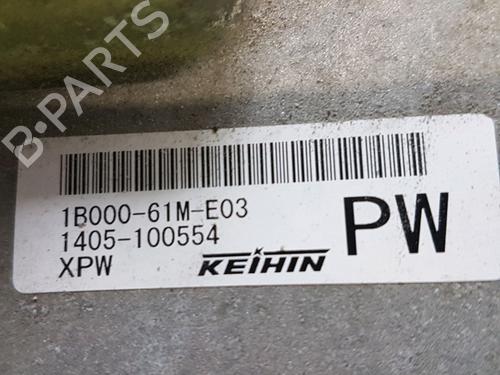 B·PARTS
1B000-61M-E03
1405-100554
XPW
KEIHIN
PW